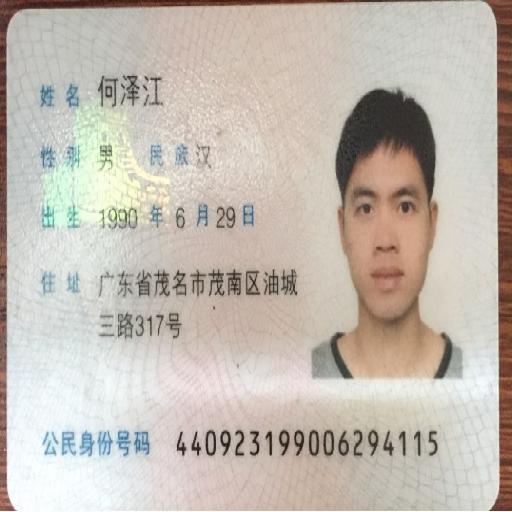 姓名 何泽江
性别 男 民族 汉
出生 1990 年 6 月 29 日
住址 广东省茂名市茂南区油城
三路317号
公民身份号码 440923199006294115